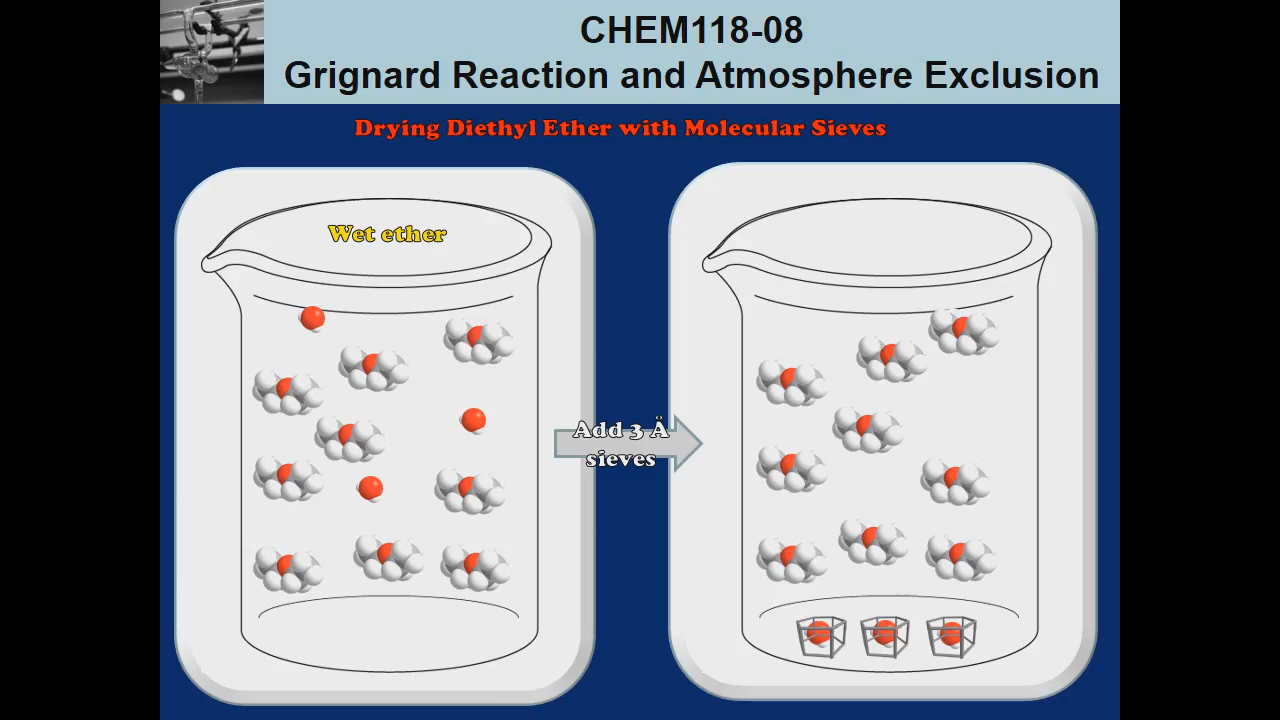 CHEM118-08
Grignard Reaction and Atmosphere Exclusion
Drying Diethyl Ether with Molecular Sieves
Wet ether
Add 3 Å
sieves